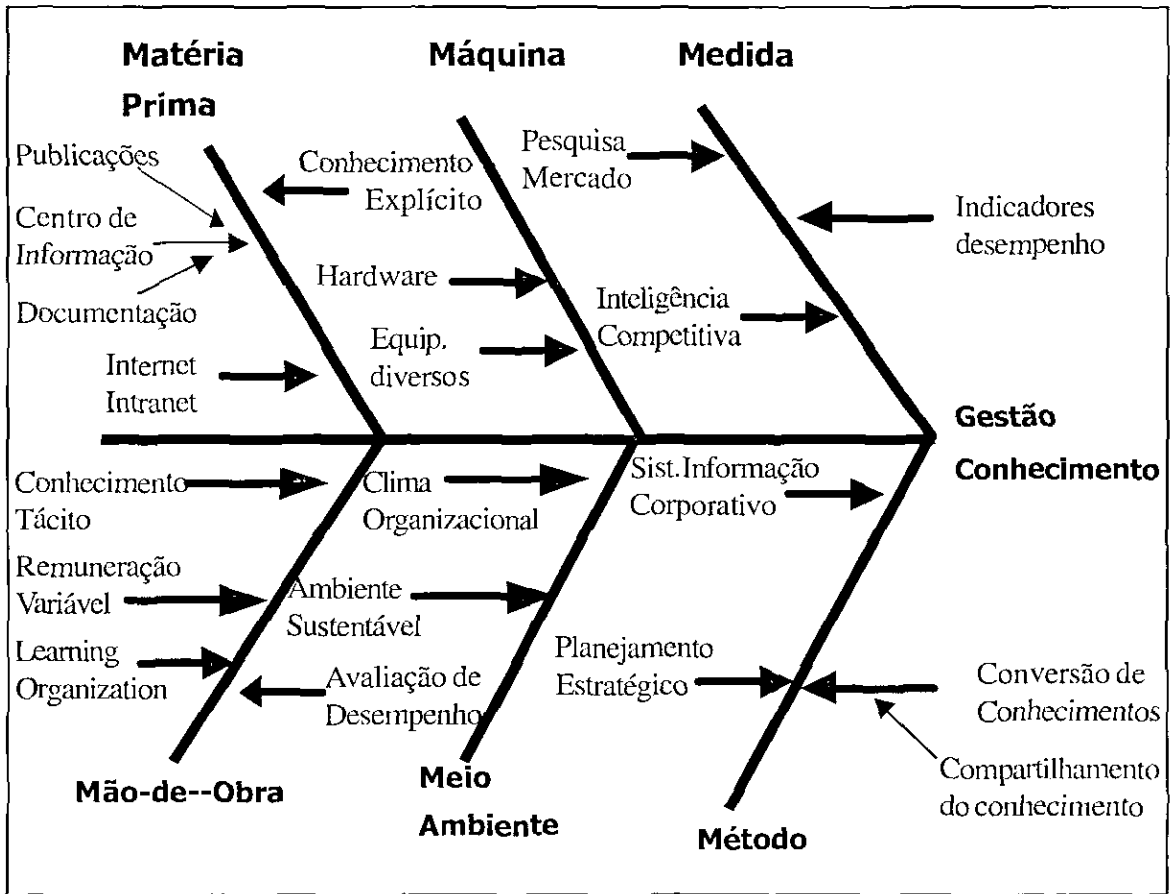 Matéria
Prima
Máquina
Medida
Publicações
Centro de
Informação
Documentação
Internet
Intranet
Conhecimento
Explícito
Hardware
Equip.
diversos
Pesquisa
Mercado
Inteligência
Competitiva
Indicadores
desempenho
Gestão
Conhecimento
Conhecimento
Tácito
Remuneração
Variável
Learning
Organization
Avaliação de
Desempenho
Mão-de--Obra
Clima
Organizacional
Ambiente
Sustentável
Meio
Ambiente
Sist.Informação
Corporativo
Planejamento
Estratégico
Conversão de
Conhecimentos
Compartilhamento
do conhecimento
Método